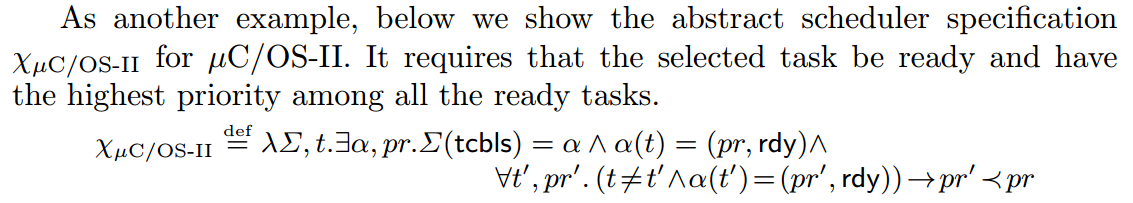 As another example, below we show the abstract scheduler specification
χμC/OS-II for μC/OS-II. It requires that the selected task be ready and have
the highest priority among all the ready tasks.
χμC/OS-II def= λΣ, t.∃α, pr.Σ(tcbls) = α ∧ α(t) = (pr, rdy)∧
∀t′, pr′. (t≠t′∧α(t′)=(pr′, rdy))→pr′≺pr